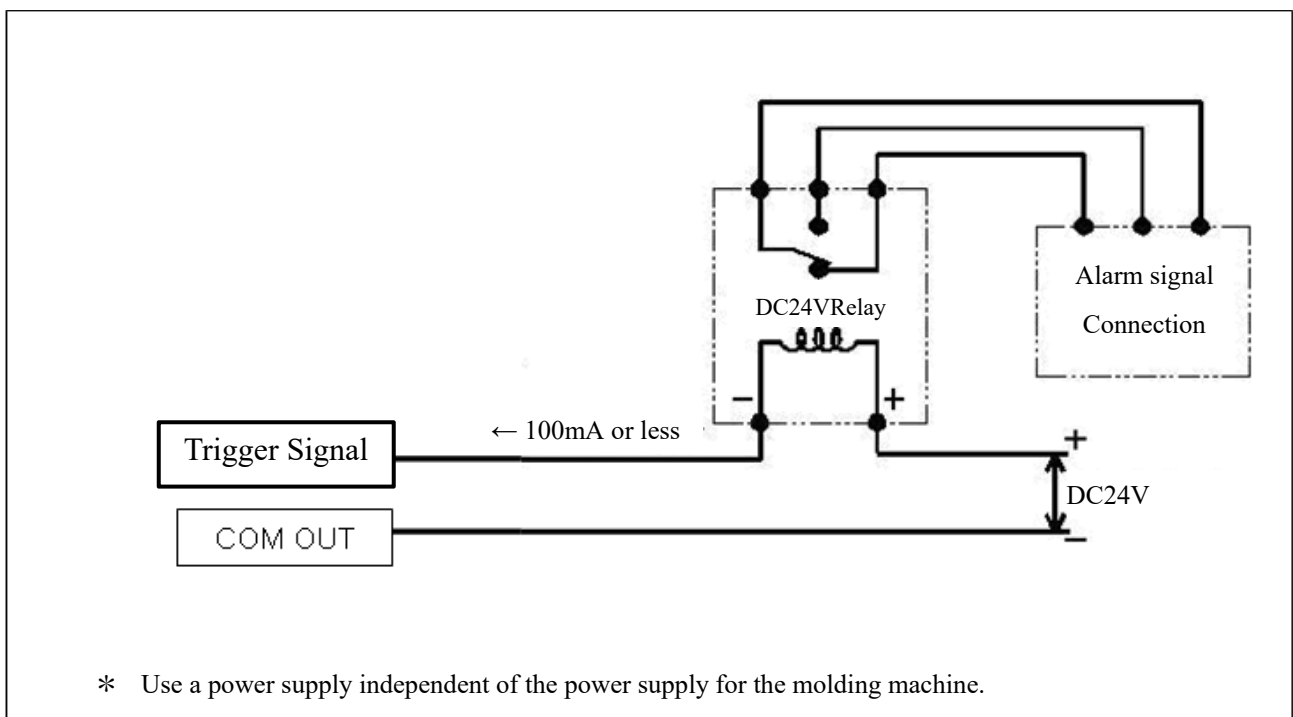 DC24VRelay
Alarm signal
Connection
− +
Trigger Signal
← 100mA or less
+
DC24V
−
COM OUT
* Use a power supply independent of the power supply for the molding machine.